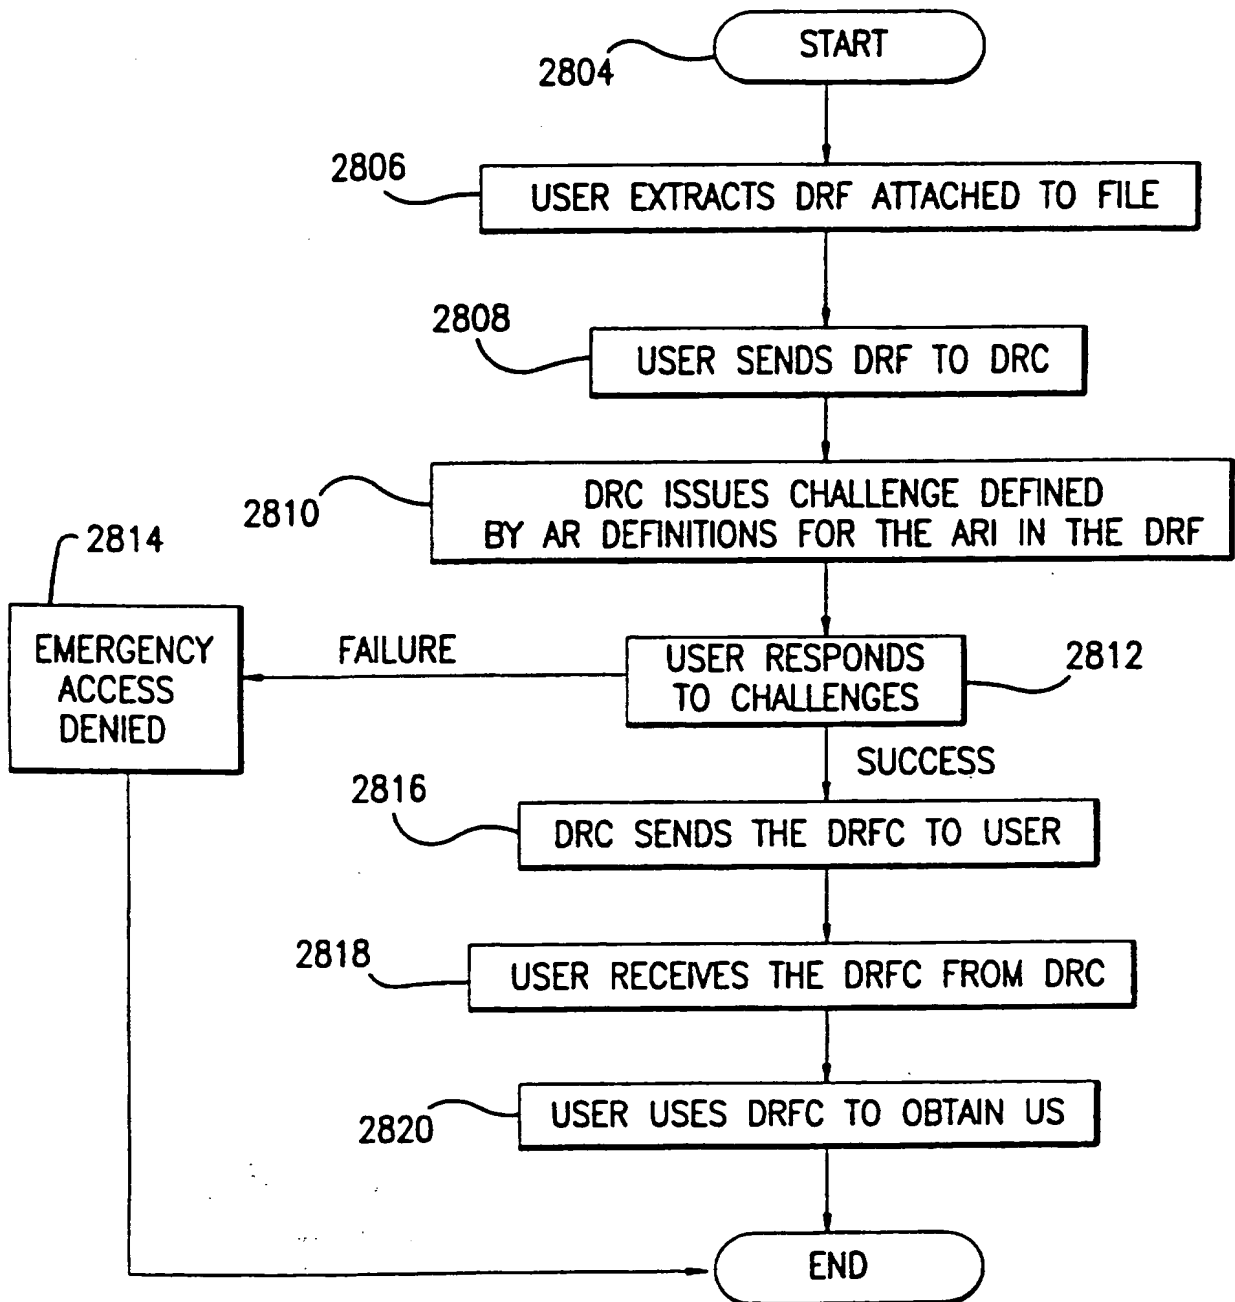 START
2804
2806
USER EXTRACTS DRF ATTACHED TO FILE
2808
USER SENDS DRF TO DRC
2810
DRC ISSUES CHALLENGE DEFINED
BY AR DEFINITIONS FOR THE ARI IN THE DRF
2814
EMERGENCY
ACCESS
DENIED
FAILURE
USER RESPONDS
TO CHALLENGES
2812
SUCCESS
2816
DRC SENDS THE DRFC TO USER
2818
USER RECEIVES THE DRFC FROM DRC
2820
USER USES DRFC TO OBTAIN US
END